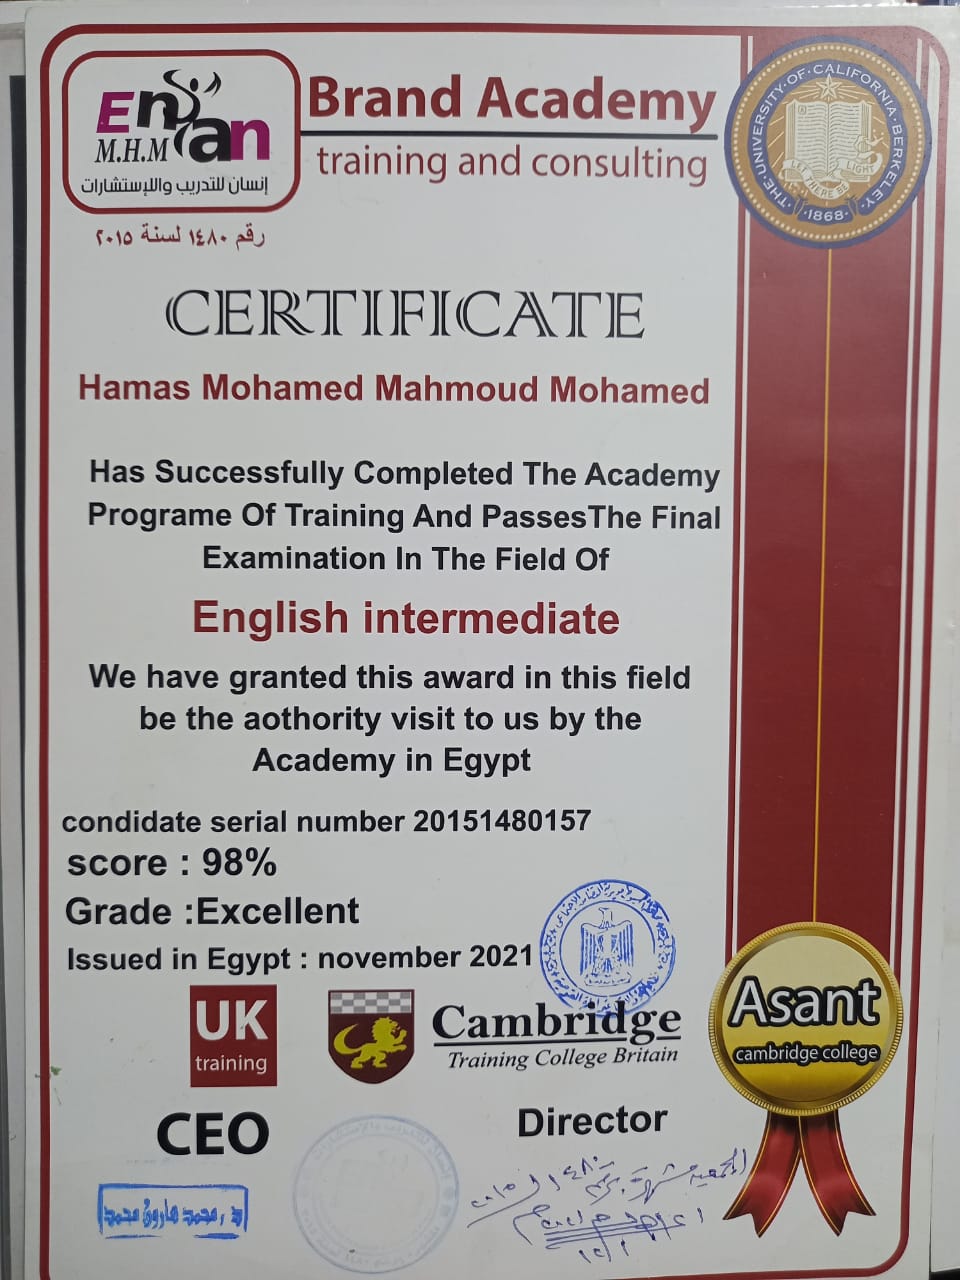 Ensan
M.H.M
إنسان للتدريب واللإستشارات
رقم ١٤٨٠ لسنة ٢٠١٥
Brand Academy
training and consulting
THE·UNIVERSITY·OF·CALIFORNIA·BERKELEY·
LET THERE BE LIGHT
·1868·
CERTIFICATE
Hamas Mohamed Mahmoud Mohamed
Has Successfully Completed The Academy
Programe Of Training And PassesThe Final
Examination In The Field Of
English intermediate
We have granted this award in this field
be the aothority visit to us by the
Academy in Egypt
condidate serial number 20151480157
score : 98%
Grade :Excellent
Issued in Egypt : november 2021
UK
training
Cambridge
Training College Britain
Asant
cambridge college
CEO
Director
د. محمد هارون محمد